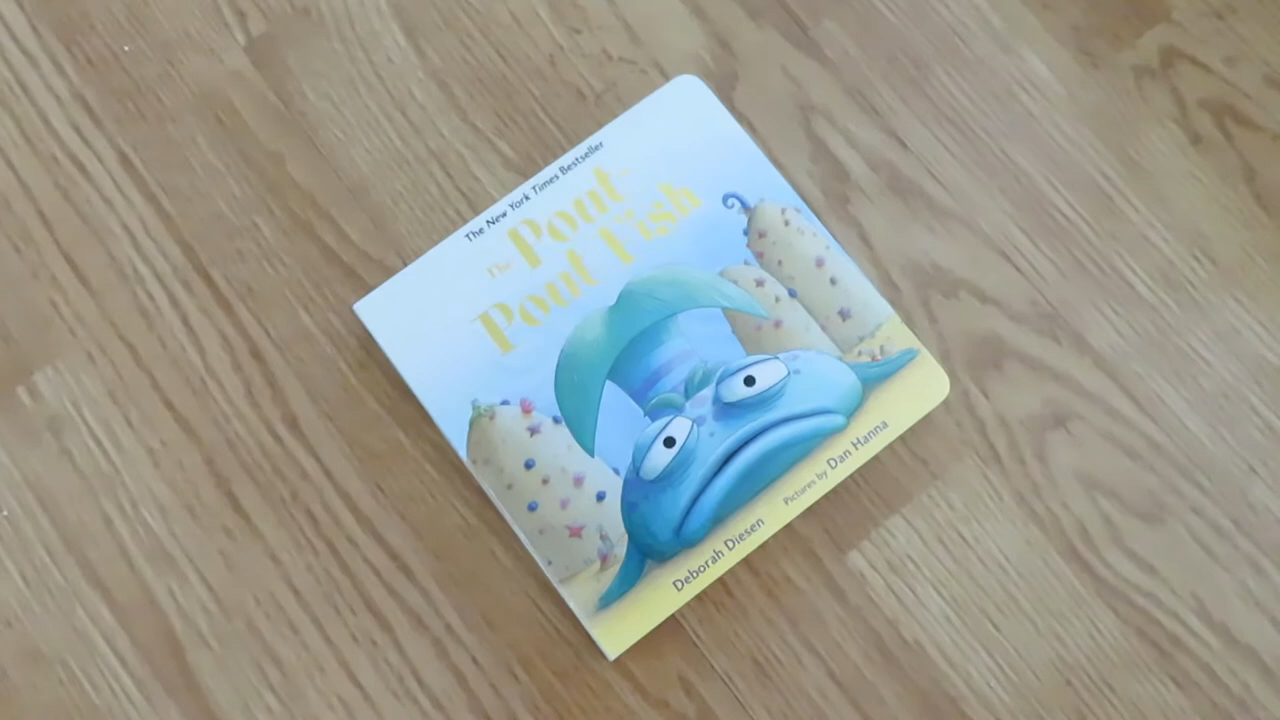 The New York Times Bestseller
The Pout-
Pout Fish
Deborah Diesen Pictures by Dan Hanna